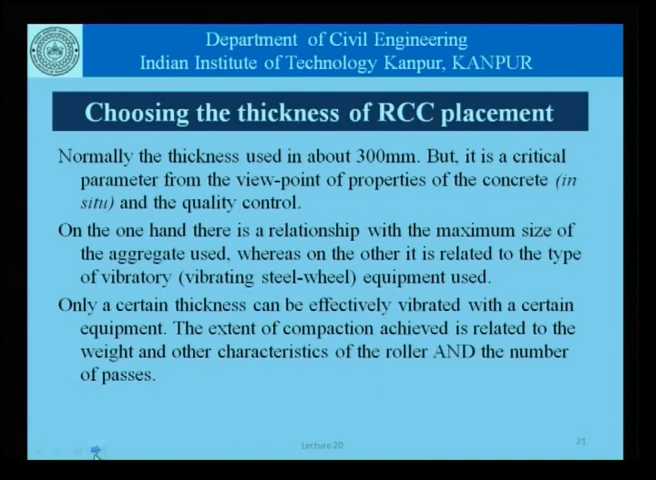 Department of Civil Engineering
Indian Institute of Technology Kanpur, KANPUR
Choosing the thickness of RCC placement
Normally the thickness used in about 300mm. But, it is a critical
parameter from the view-point of properties of the concrete (in
situ) and the quality control.
On the one hand there is a relationship with the maximum size of
the aggregate used, whereas on the other it is related to the type
of vibratory (vibrating steel-wheel) equipment used.
Only a certain thickness can be effectively vibrated with a certain
equipment. The extent of compaction achieved is related to the
weight and other characteristics of the roller AND the number
of passes.
Lecture 20
21